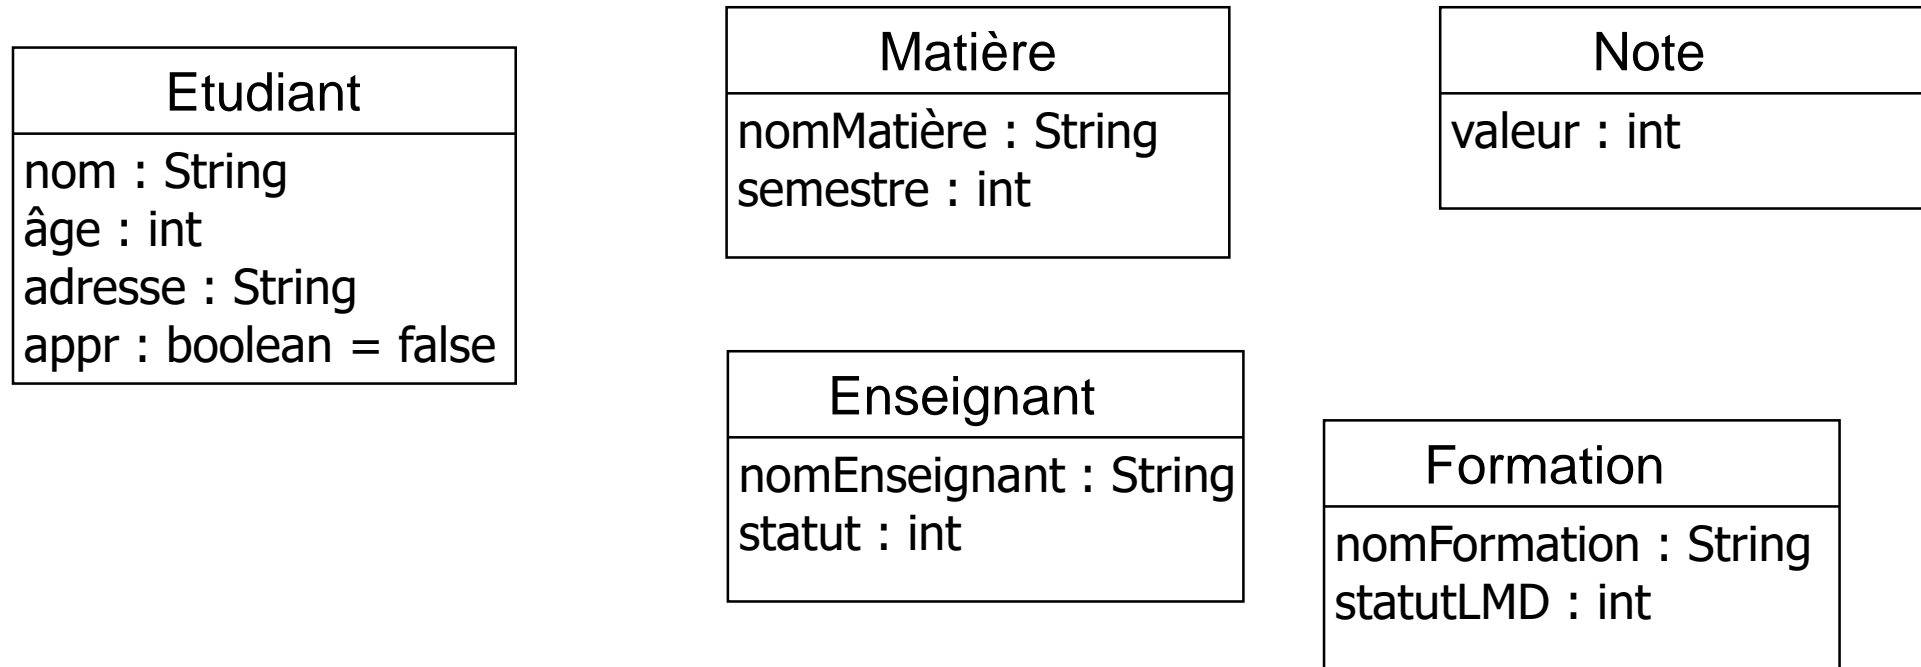 Etudiant
nom : String
âge : int
adresse : String
appr : boolean = false
Matière
nomMatière : String
semestre : int
Note
valeur : int
Enseignant
nomEnseignant : String
statut : int
Formation
nomFormation : String
statutLMD : int